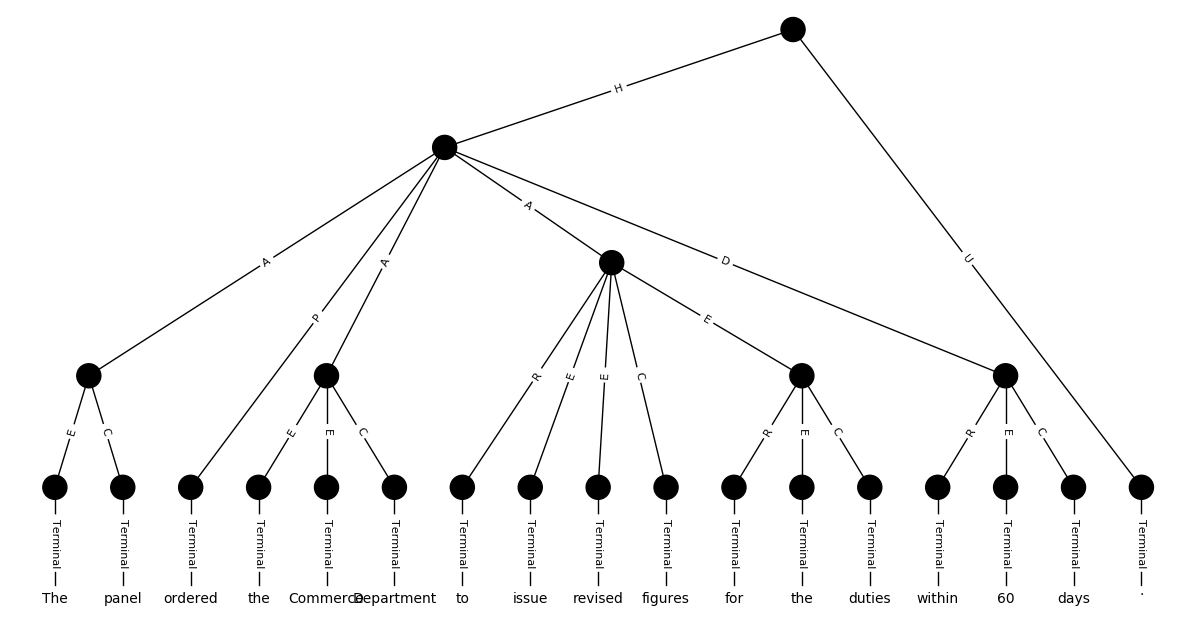 H
A P A A D U
R E E C E
E C E E C R E C R E C
Terminal Terminal Terminal Terminal Terminal Terminal Terminal Terminal Terminal Terminal Terminal Terminal Terminal Terminal Terminal Terminal Terminal
The panel ordered the Commerce Department to issue revised figures for the duties within 60 days .